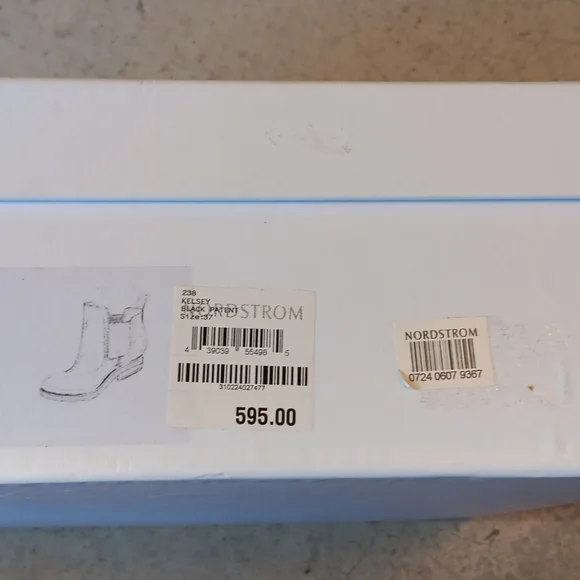 238
KELSEY
BLACK PATENT
Size:37
NORDSTROM
4 39039 55498 5
310224027477
595.00
NORDSTROM
0724 0607 9367